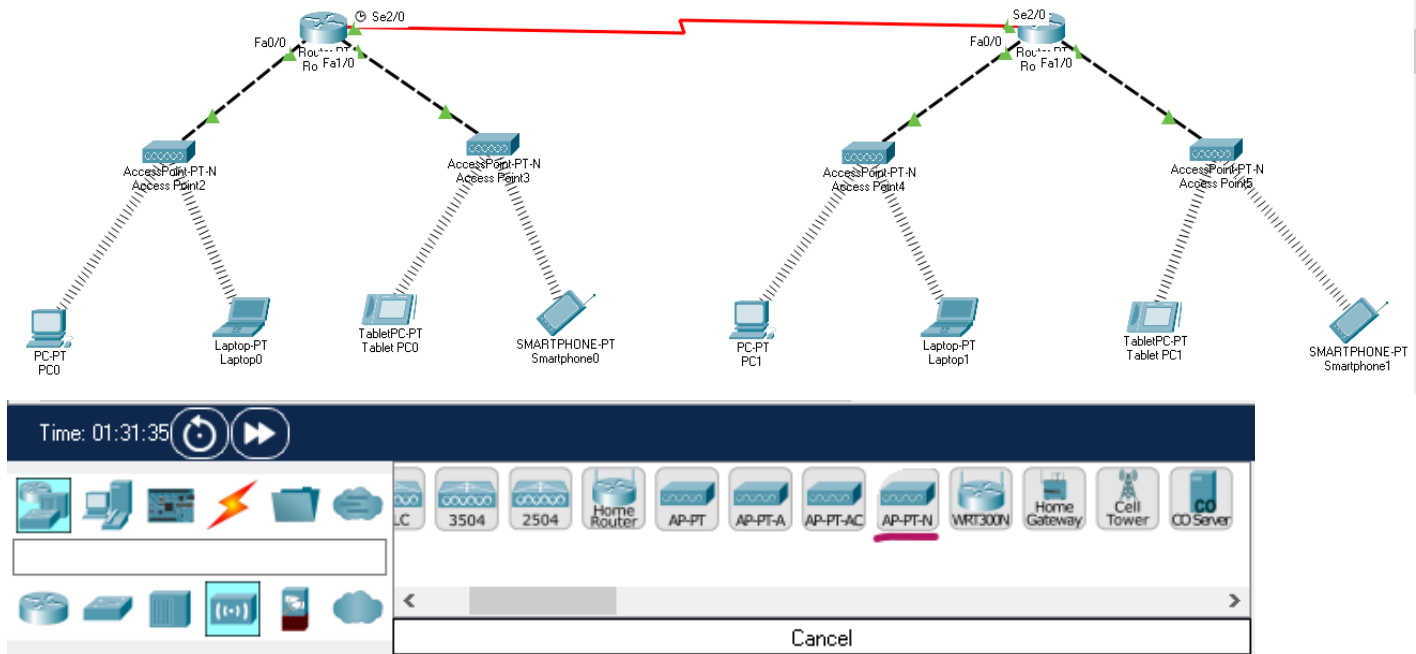 Se2/0
Se2/0
Fa0/0
Fa1/0
Fa0/0
Fa1/0
AccessPoint-PT-N
Access Point2
AccessPoint-PT-N
Access Point3
AccessPoint-PT-N
Access Point4
AccessPoint-PT-N
Access Point5
PC-PT
PC0
Laptop-PT
Laptop0
TabletPC-PT
Tablet PC0
SMARTPHONE-PT
Smartphone0
PC-PT
PC1
Laptop-PT
Laptop1
TabletPC-PT
Tablet PC1
SMARTPHONE-PT
Smartphone1
Time: 01:31:35
LC
3504
2504
Home Router
AP-PT
AP-PT-A
AP-PT-AC
AP-PT-N
WRT300N
Home Gateway
Cell Tower
CO Server
CO
Cancel